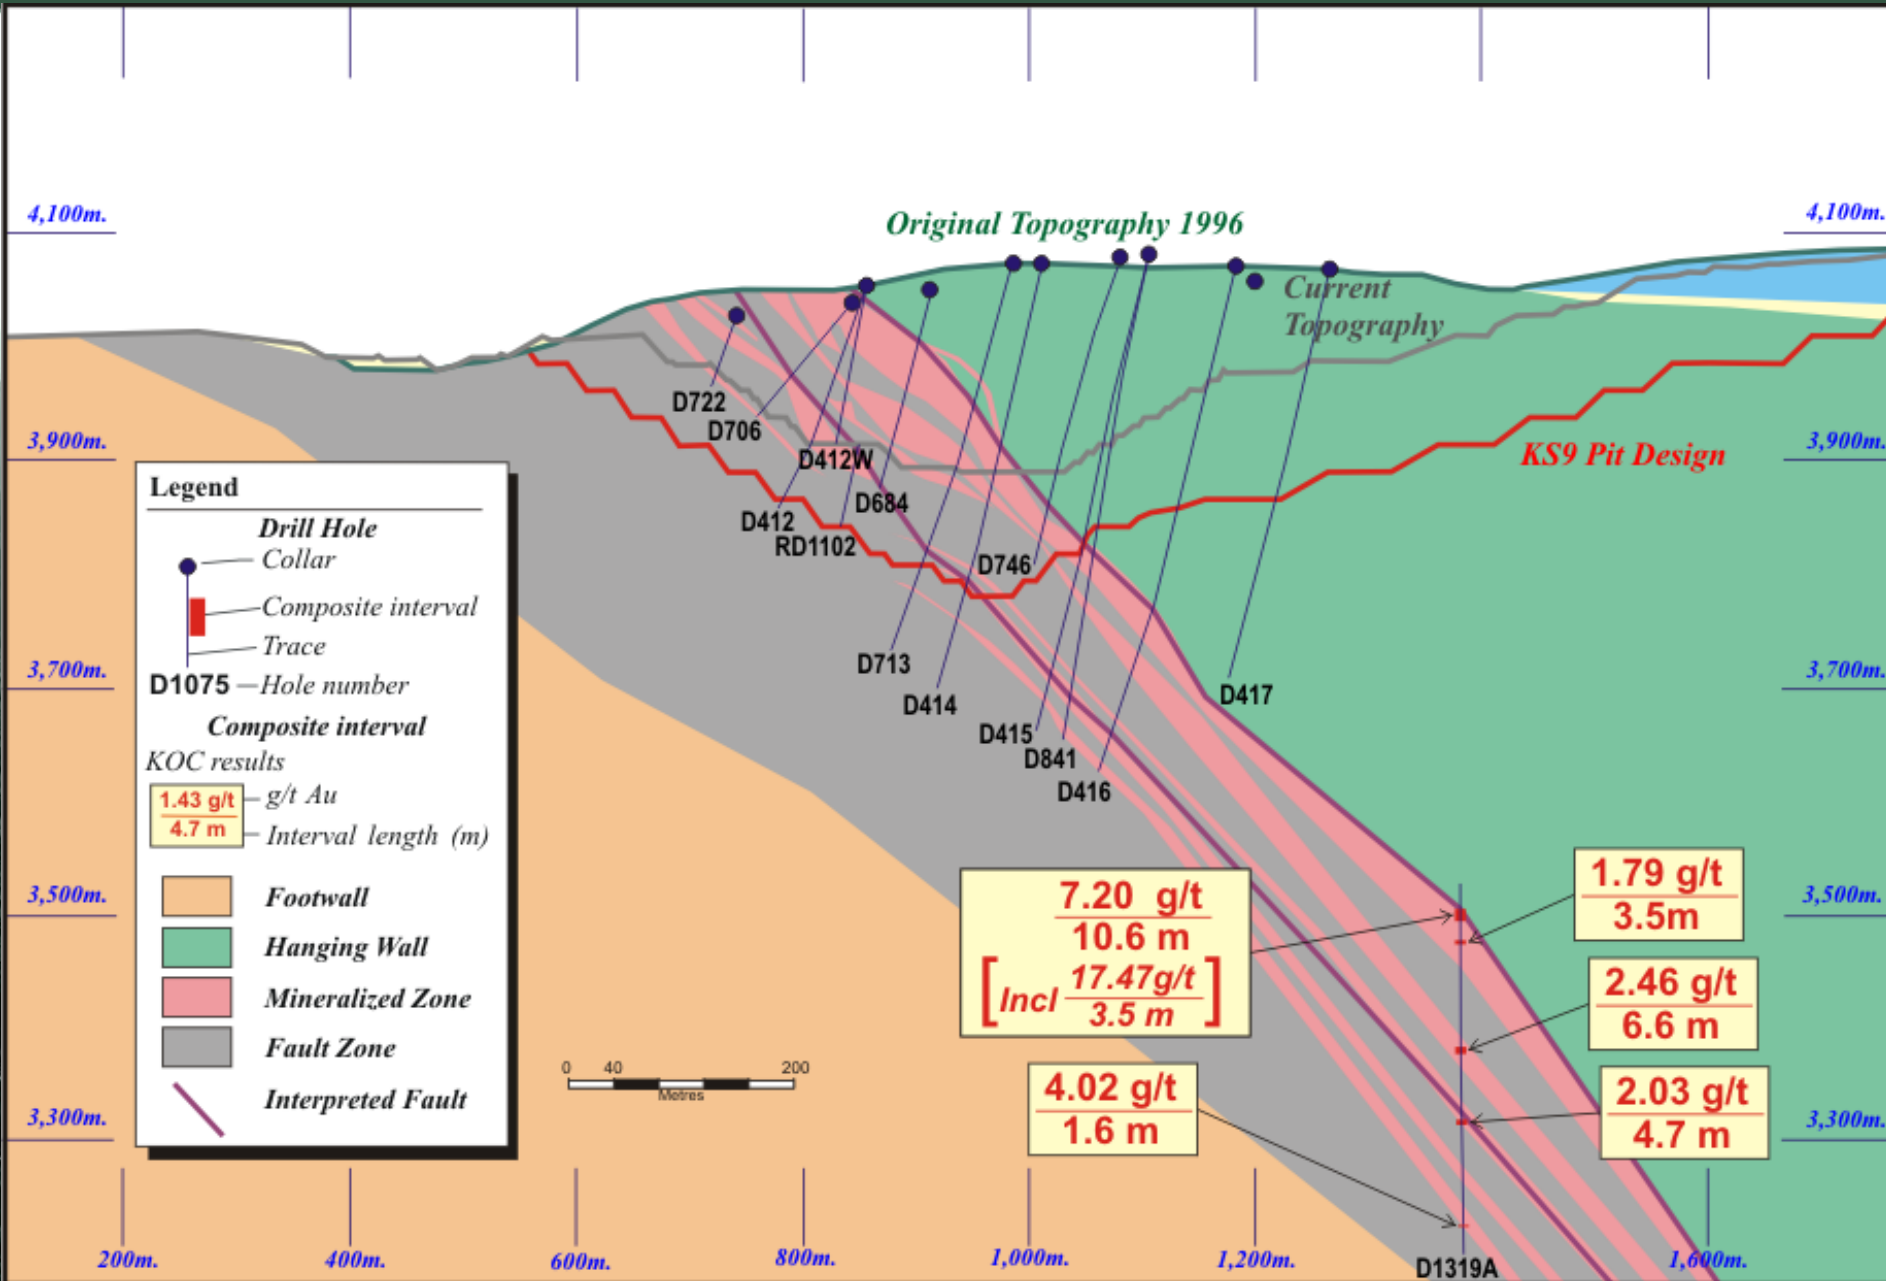 4,100m.
4,100m.
Original Topography 1996
Current
Topography
D722
D706
3,900m.
3,900m.
KS9 Pit Design
D412W
D684
D412
RD1102
D746
D713
3,700m.
3,700m.
D417
D414
D415
D841
D416
Legend
Drill Hole
Collar
Composite interval
Trace
D1075 Hole number
Composite interval
KOC results
1.43 g/t
4.7 m
g/t Au
Interval length (m)
Footwall
Hanging Wall
Mineralized Zone
Fault Zone
Interpreted Fault
3,500m.
3,500m.
7.20 g/t
10.6 m
[Incl 17.47g/t
3.5 m]
1.79 g/t
3.5m
2.46 g/t
6.6 m
0 40 200
Metres
4.02 g/t
1.6 m
2.03 g/t
4.7 m
3,300m.
3,300m.
200m.
400m.
600m.
800m.
1,000m.
1,200m.
D1319A
1,600m.